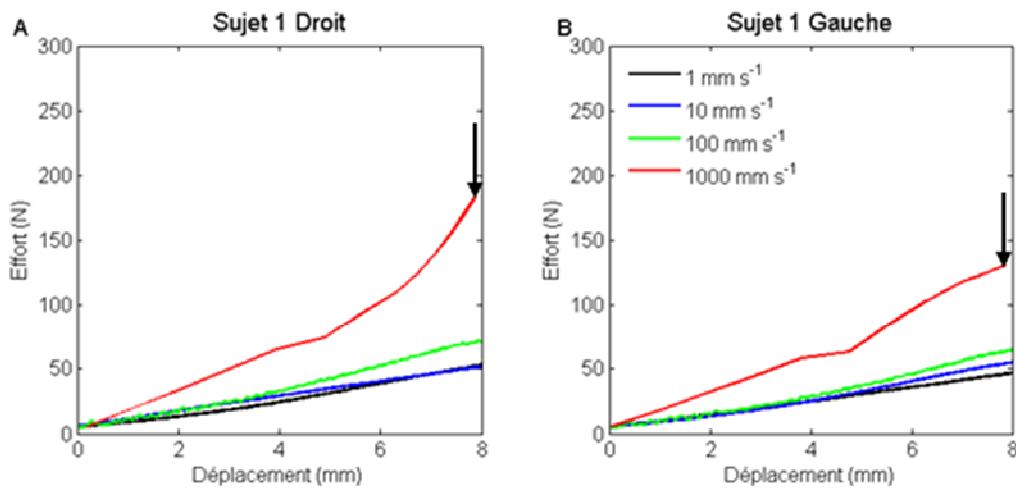 A
Sujet 1 Droit
300
250
200
150
100
50
0
Effort (N)
0 2 4 6 8
Déplacement (mm)
B
Sujet 1 Gauche
1 mm s-1
10 mm s-1
100 mm s-1
1000 mm s-1
300
250
200
150
100
50
0
Effort (N)
0 2 4 6 8
Déplacement (mm)